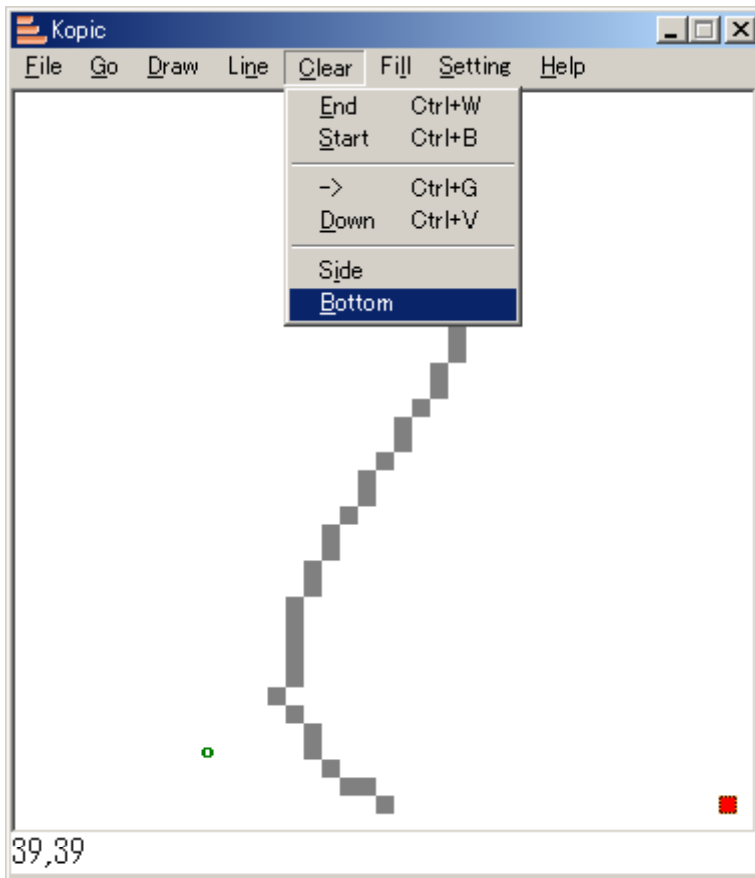 Kopic
File Go Draw Line Clear Fill Setting Help
End Ctrl+W
Start Ctrl+B
-> Ctrl+G
Down Ctrl+V
Side
Bottom
39,39